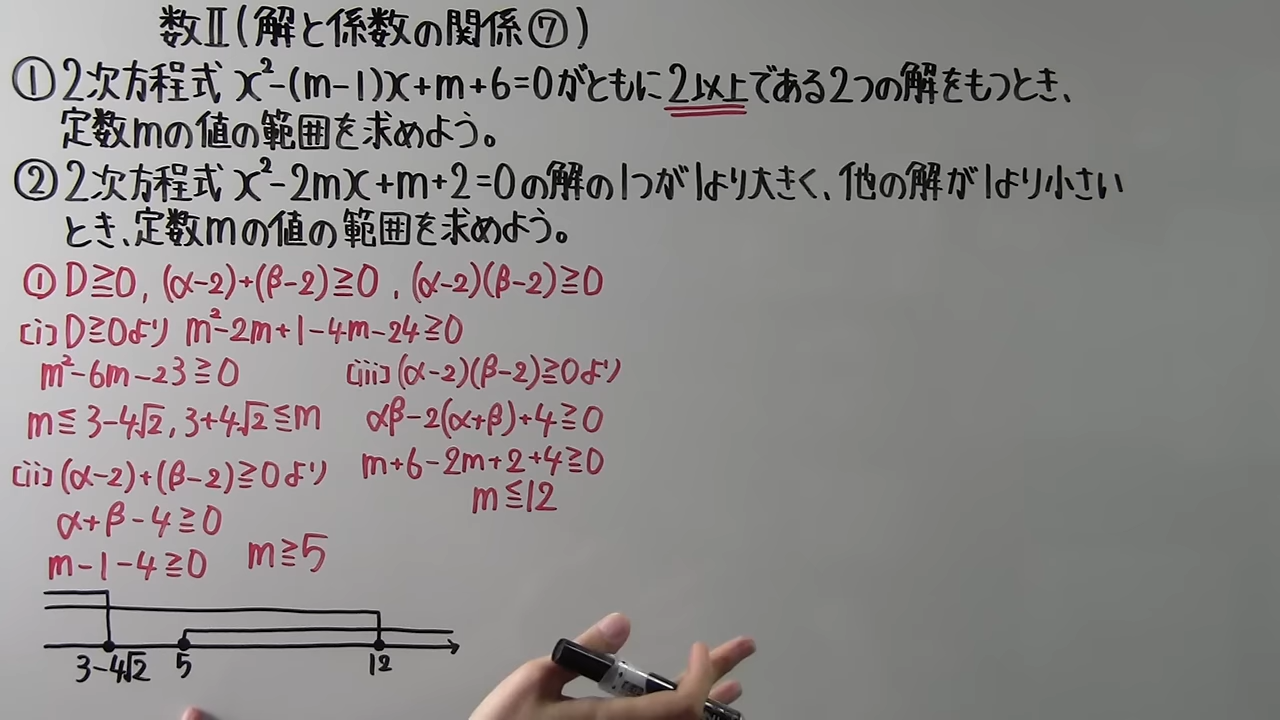 数Ⅱ(解と係数の関係⑦)
①2次方程式 x²-(m-1)x+m+6=0がともに2以上である2つの解をもつとき、
定数mの値の範囲を求めよう。
②2次方程式 x²-2mx+m+2=0の解の1つが1より大きく、他の解が1より小さい
とき、定数mの値の範囲を求めよう。
① D≧0, (α-2)+(β-2)≧0, (α-2)(β-2)≧0
[i] D≧0より m²-2m+1-4m-24≧0
m²-6m-23≧0
m≦3-4√2, 3+4√2≦m
[ii] (α-2)+(β-2)≧0より
α+β-4≧0
m-1-4≧0 m≧5
[iii] (α-2)(β-2)≧0より
αβ-2(α+β)+4≧0
m+6-2m+2+4≧0
m≦12
3-4√2 5 12